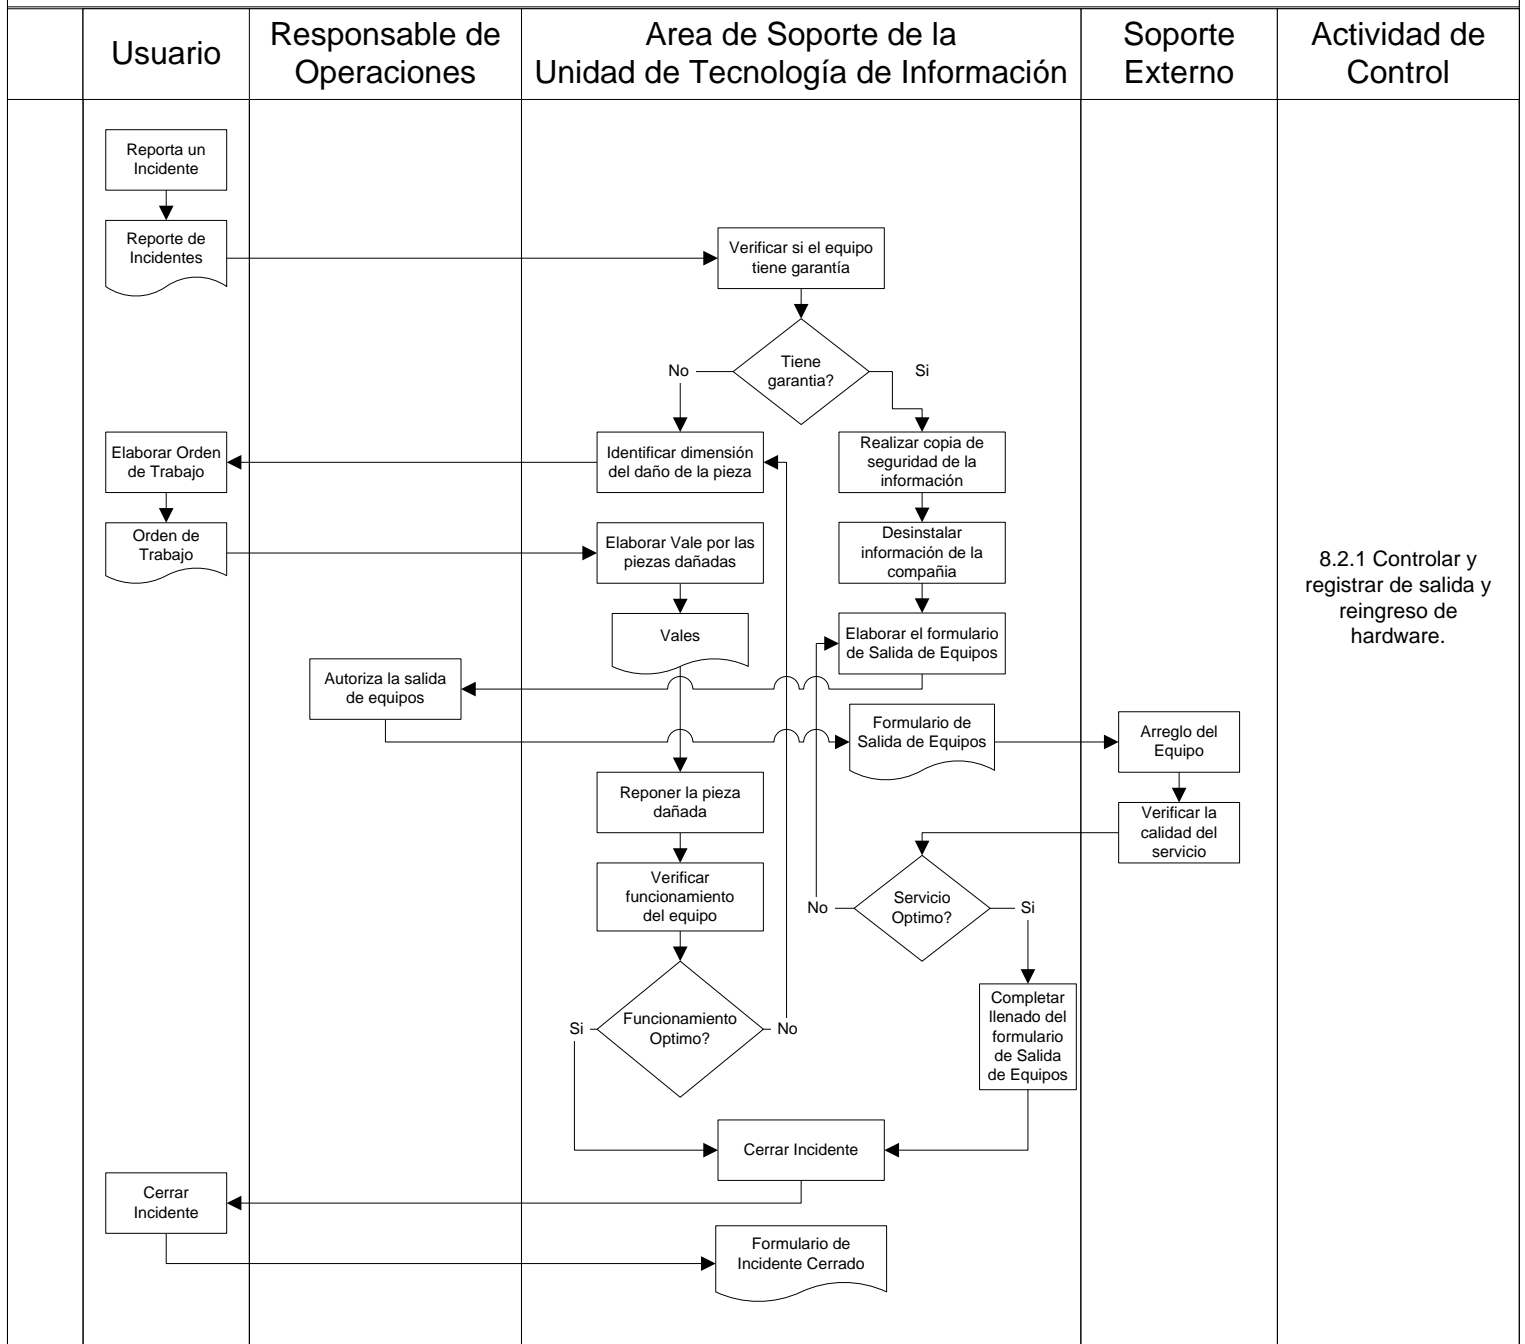 Usuario
Responsable de
Operaciones
Area de Soporte de la
Unidad de Tecnología de Información
Soporte
Externo
Actividad de
Control
Reporta un
Incidente
Reporte de
Incidentes
Verificar si el equipo
tiene garantía
Tiene
garantia?
No
Si
Elaborar Orden
de Trabajo
Identificar dimensión
del daño de la pieza
Realizar copia de
seguridad de la
información
Orden de
Trabajo
Elaborar Vale por las
piezas dañadas
Desinstalar
información de la
compañia
8.2.1 Controlar y
registrar de salida y
reingreso de
hardware.
Vales
Elaborar el formulario
de Salida de Equipos
Autoriza la salida
de equipos
Formulario de
Salida de Equipos
Arreglo del
Equipo
Reponer la pieza
dañada
Verificar la
calidad del
servicio
Verificar
funcionamiento
del equipo
No
Servicio
Optimo?
Si
Si
Funcionamiento
Optimo?
No
Completar
llenado del
formulario
de Salida
de Equipos
Cerrar Incidente
Cerrar
Incidente
Formulario de
Incidente Cerrado